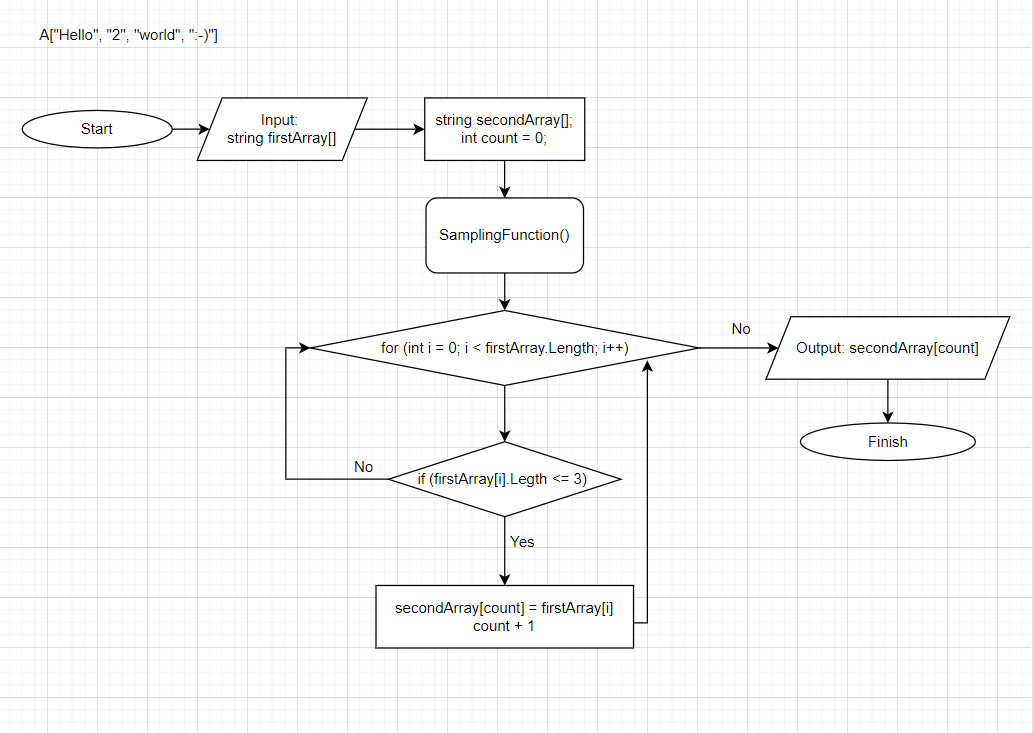 A["Hello", "2", "world", ":-)"]
Start
Input:
string firstArray[]
string secondArray[];
int count = 0;
SamplingFunction()
for (int i = 0; i < firstArray.Length; i++)
No
Output: secondArray[count]
Finish
No
if (firstArray[i].Legth <= 3)
Yes
secondArray[count] = firstArray[i]
count + 1